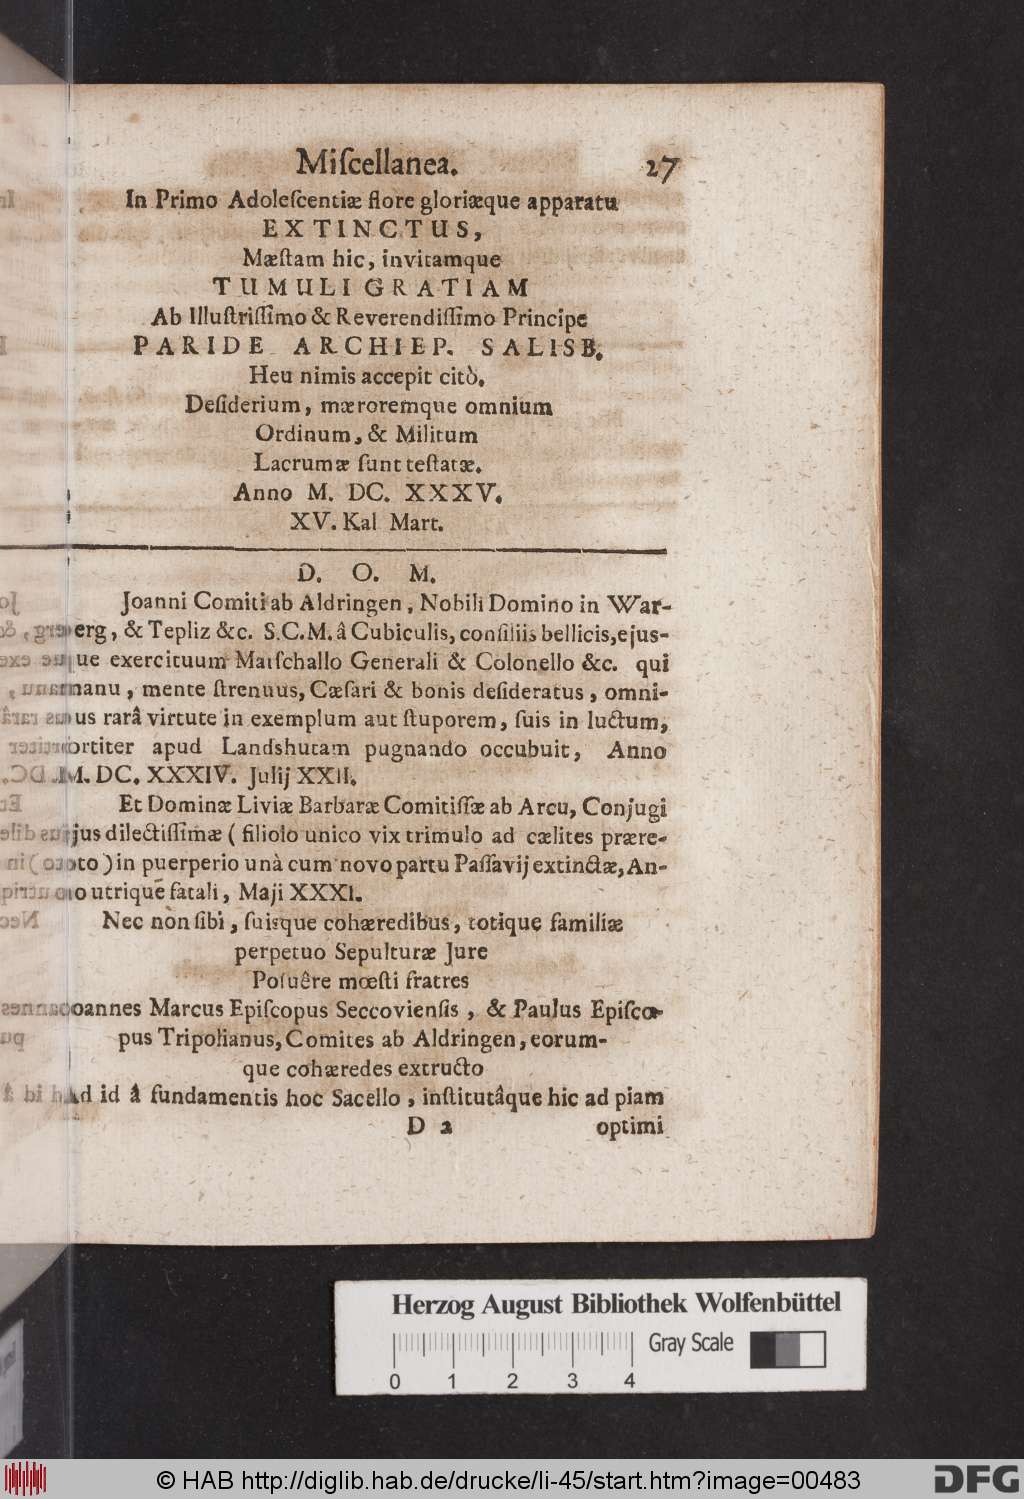 Miſcellanea. 27
In Primo Adoleſcentiæ flore gloriæque apparatu
EXTINCTUS,
Mæſtam hic, invitamque
TUMULI GRATIAM
Ab Illuſtriſſimo & Reverendiſſimo Principe
PARIDE ARCHIEP. SALISB.
Heu nimis accepit citò.
Deſiderium, mæroremque omnium
Ordinum, & Militum
Lacrumæ ſunt teſtatæ.
Anno M. DC. XXXV.
XV. Kal Mart.
D. O. M.
Joanni Comiti ab Aldringen, Nobili Domino in War-
erg, & Tepliz &c. S.C.M. â Cubiculis, conſiliis bellicis, ejus-
que exercituum Marſchallo Generali & Colonello &c. qui
manu, mente ſtrenuus, Cæſari & bonis deſideratus, omni-
us rarâ virtute in exemplum aut ſtuporem, ſuis in luctum,
ortiter apud Landshutam pugnando occubuit, Anno
M. DC. XXXIV. Julij XXII.
Et Dominæ Liviæ Barbaræ Comitiſſæ ab Arcu, Conjugi
jus dilectiſſimæ ( filiolo unico vix trimulo ad cælites prære-
to ) in puerperio unà cum novo partu Paſſavij extinctæ, An-
o utrique fatali, Maji XXXI.
Nec non ſibi, ſuisque cohæredibus, totique familiæ
perpetuo Sepulturæ Jure
Poſuêre mœſti fratres
oannes Marcus Epiſcopus Seccovienſis, & Paulus Epiſco-
pus Tripolianus, Comites ab Aldringen, eorum-
que cohæredes extructo
Ad id â fundamentis hoc Sacello, inſtitutâque hic ad piam
D 2 optimi
Herzog August Bibliothek Wolfenbüttel
Gray Scale
0 1 2 3 4
© HAB http://diglib.hab.de/drucke/li-45/start.htm?image=00483
DFG